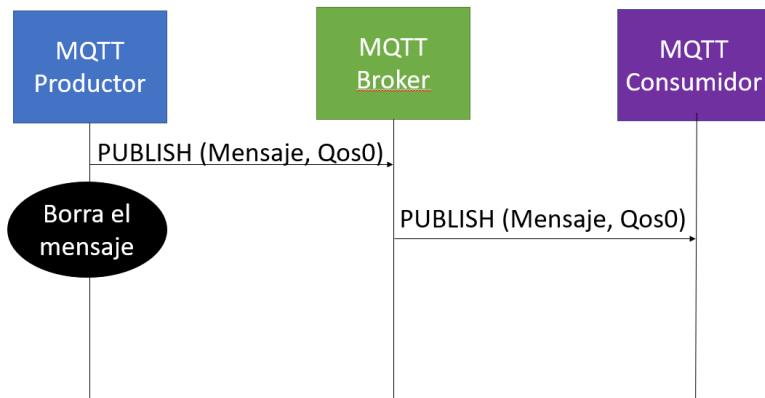 MQTT
Productor
MQTT
Broker
MQTT
Consumidor
PUBLISH (Mensaje, Qos0)
Borra el
mensaje
PUBLISH (Mensaje, Qos0)